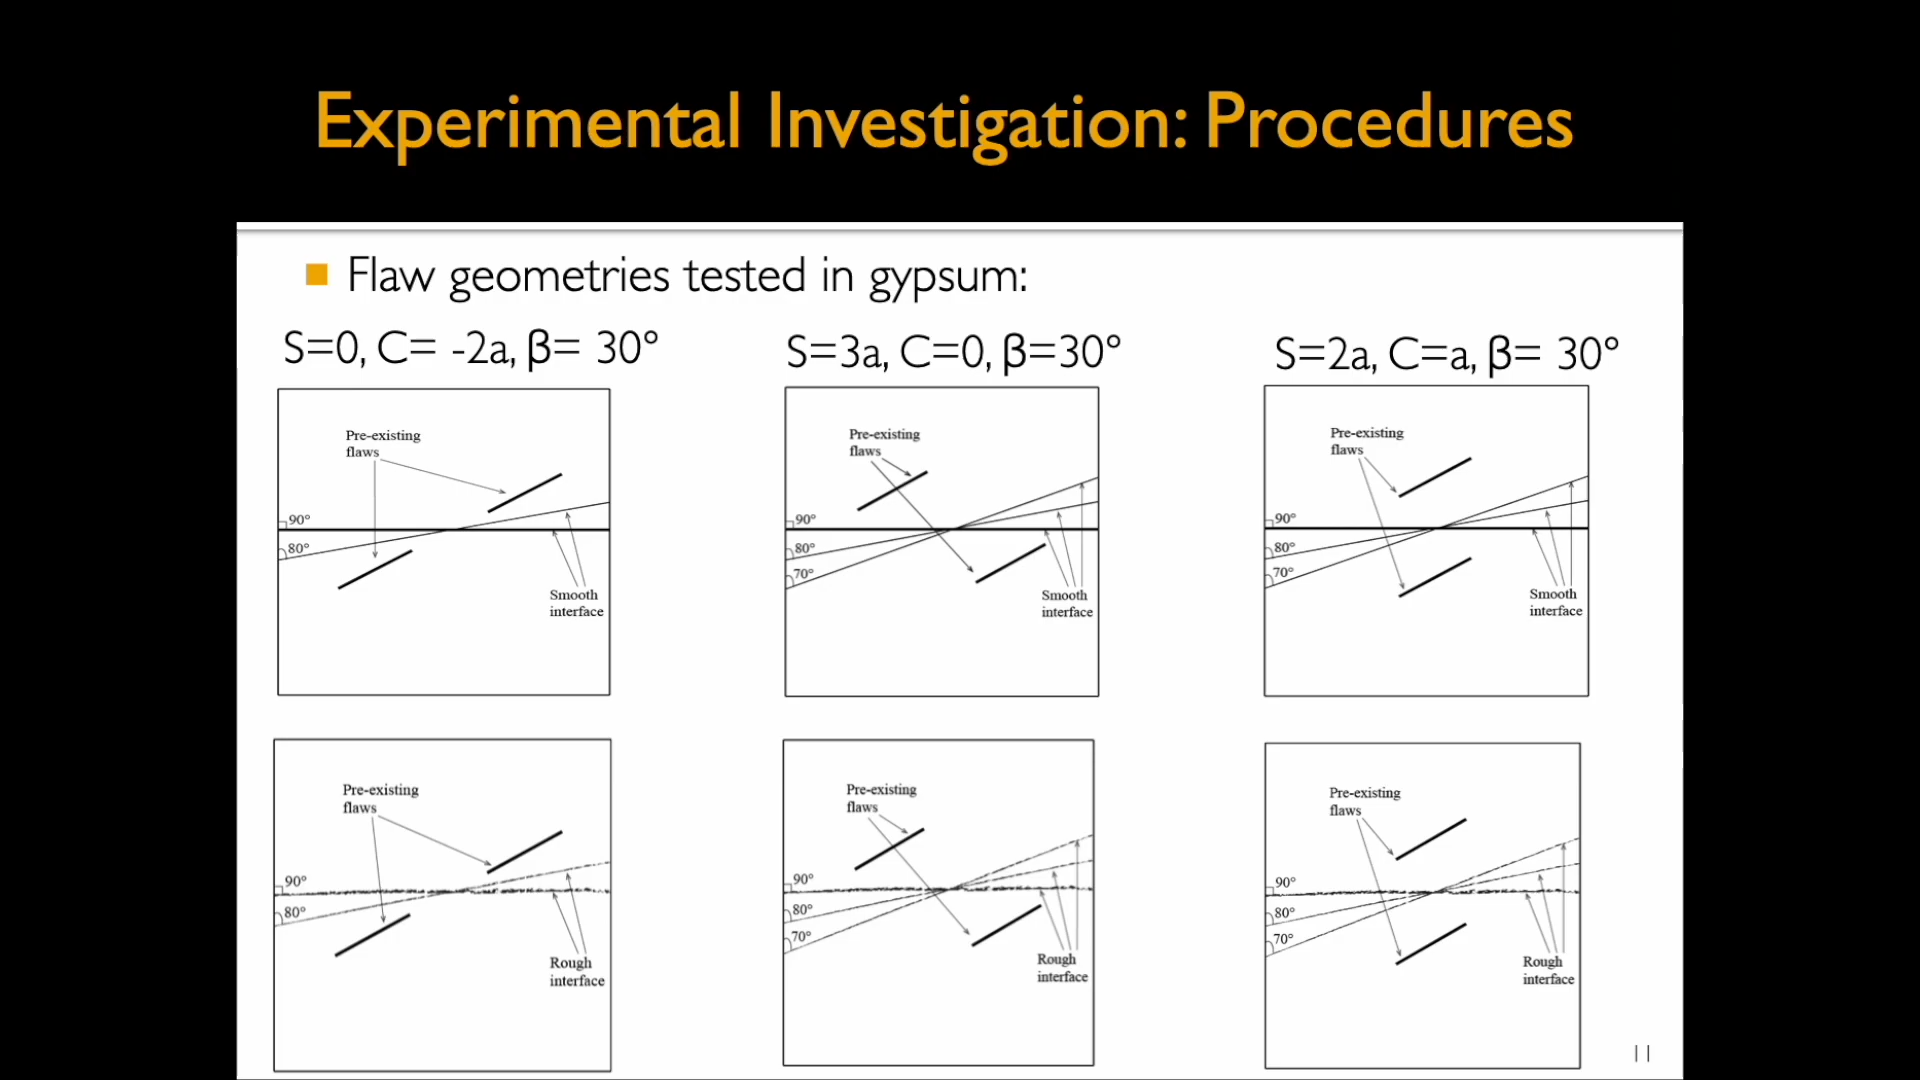 Experimental Investigation: Procedures
Flaw geometries tested in gypsum:
S=0, C= -2a, β= 30°
S=3a, C=0, β=30°
S=2a, C=a, β= 30°
Pre-existing
flaws
90°
80°
Smooth
interface
Pre-existing
flaws
90°
80°
70°
Smooth
interface
Pre-existing
flaws
90°
80°
70°
Smooth
interface
Pre-existing
flaws
90°
80°
Rough
interface
Pre-existing
flaws
90°
80°
70°
Rough
interface
Pre-existing
flaws
90°
80°
70°
Rough
interface
11